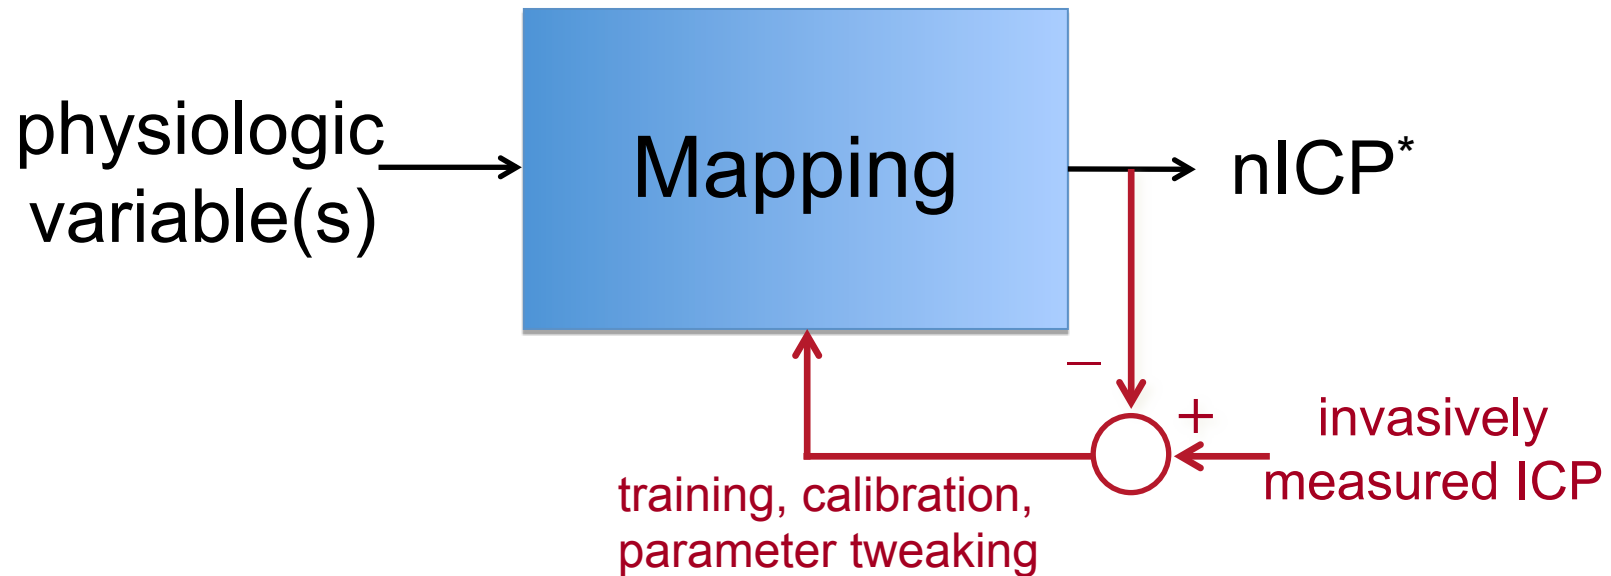 physiologic
variable(s)
Mapping
nICP*
–
+
invasively
measured ICP
training, calibration,
parameter tweaking